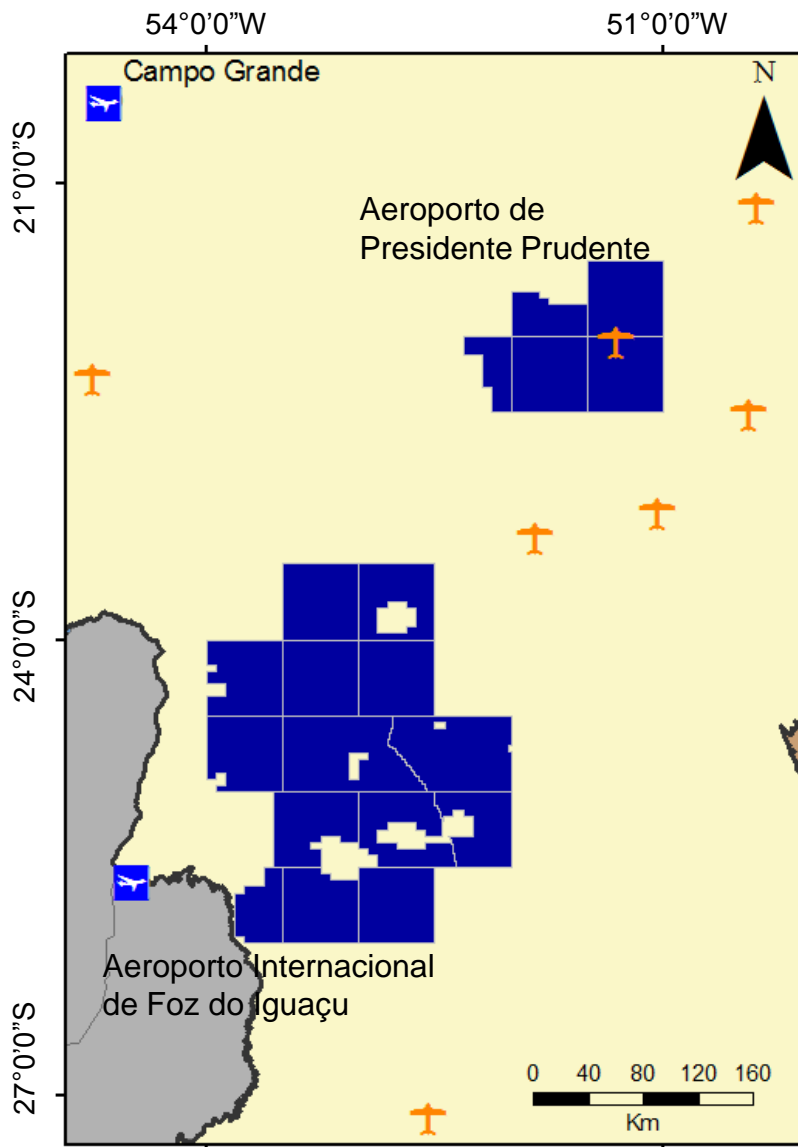 54°0'0"W
51°0'0"W
Campo Grande
N
21°0'0"S
Aeroporto de
Presidente Prudente
24°0'0"S
Aeroporto Internacional
de Foz do Iguaçu
27°0'0"S
0 40 80 120 160
Km